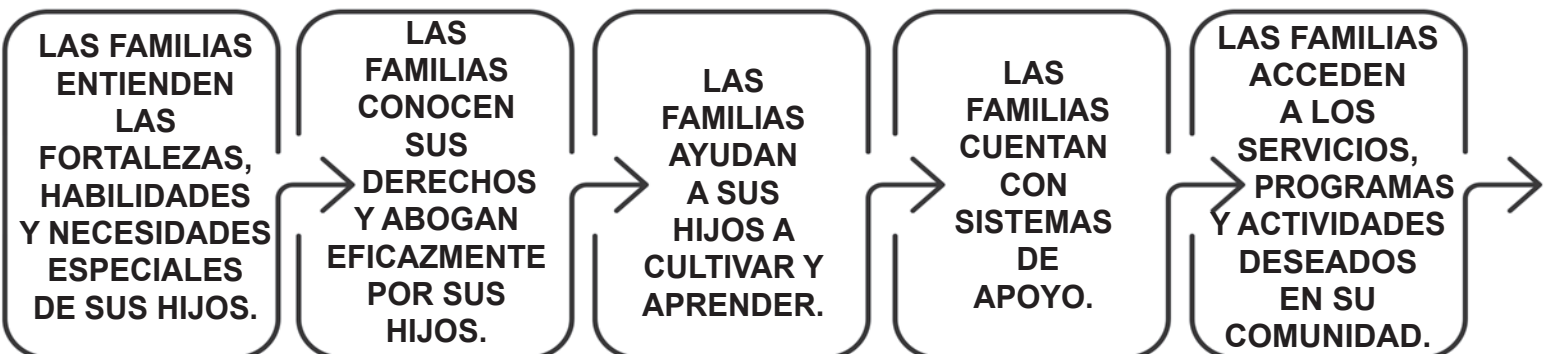 LAS FAMILIAS
ENTIENDEN
LAS
FORTALEZAS,
HABILIDADES
Y NECESIDADES
ESPECIALES
DE SUS HIJOS.
LAS
FAMILIAS
CONOCEN
SUS
DERECHOS
Y ABOGAN
EFICAZMENTE
POR SUS
HIJOS.
LAS
FAMILIAS
AYUDAN
A SUS
HIJOS A
CULTIVAR Y
APRENDER.
LAS
FAMILIAS
CUENTAN
CON
SISTEMAS
DE
APOYO.
LAS FAMILIAS
ACCEDEN
A LOS
SERVICIOS,
PROGRAMAS
Y ACTIVIDADES
DESEADOS
EN SU
COMUNIDAD.